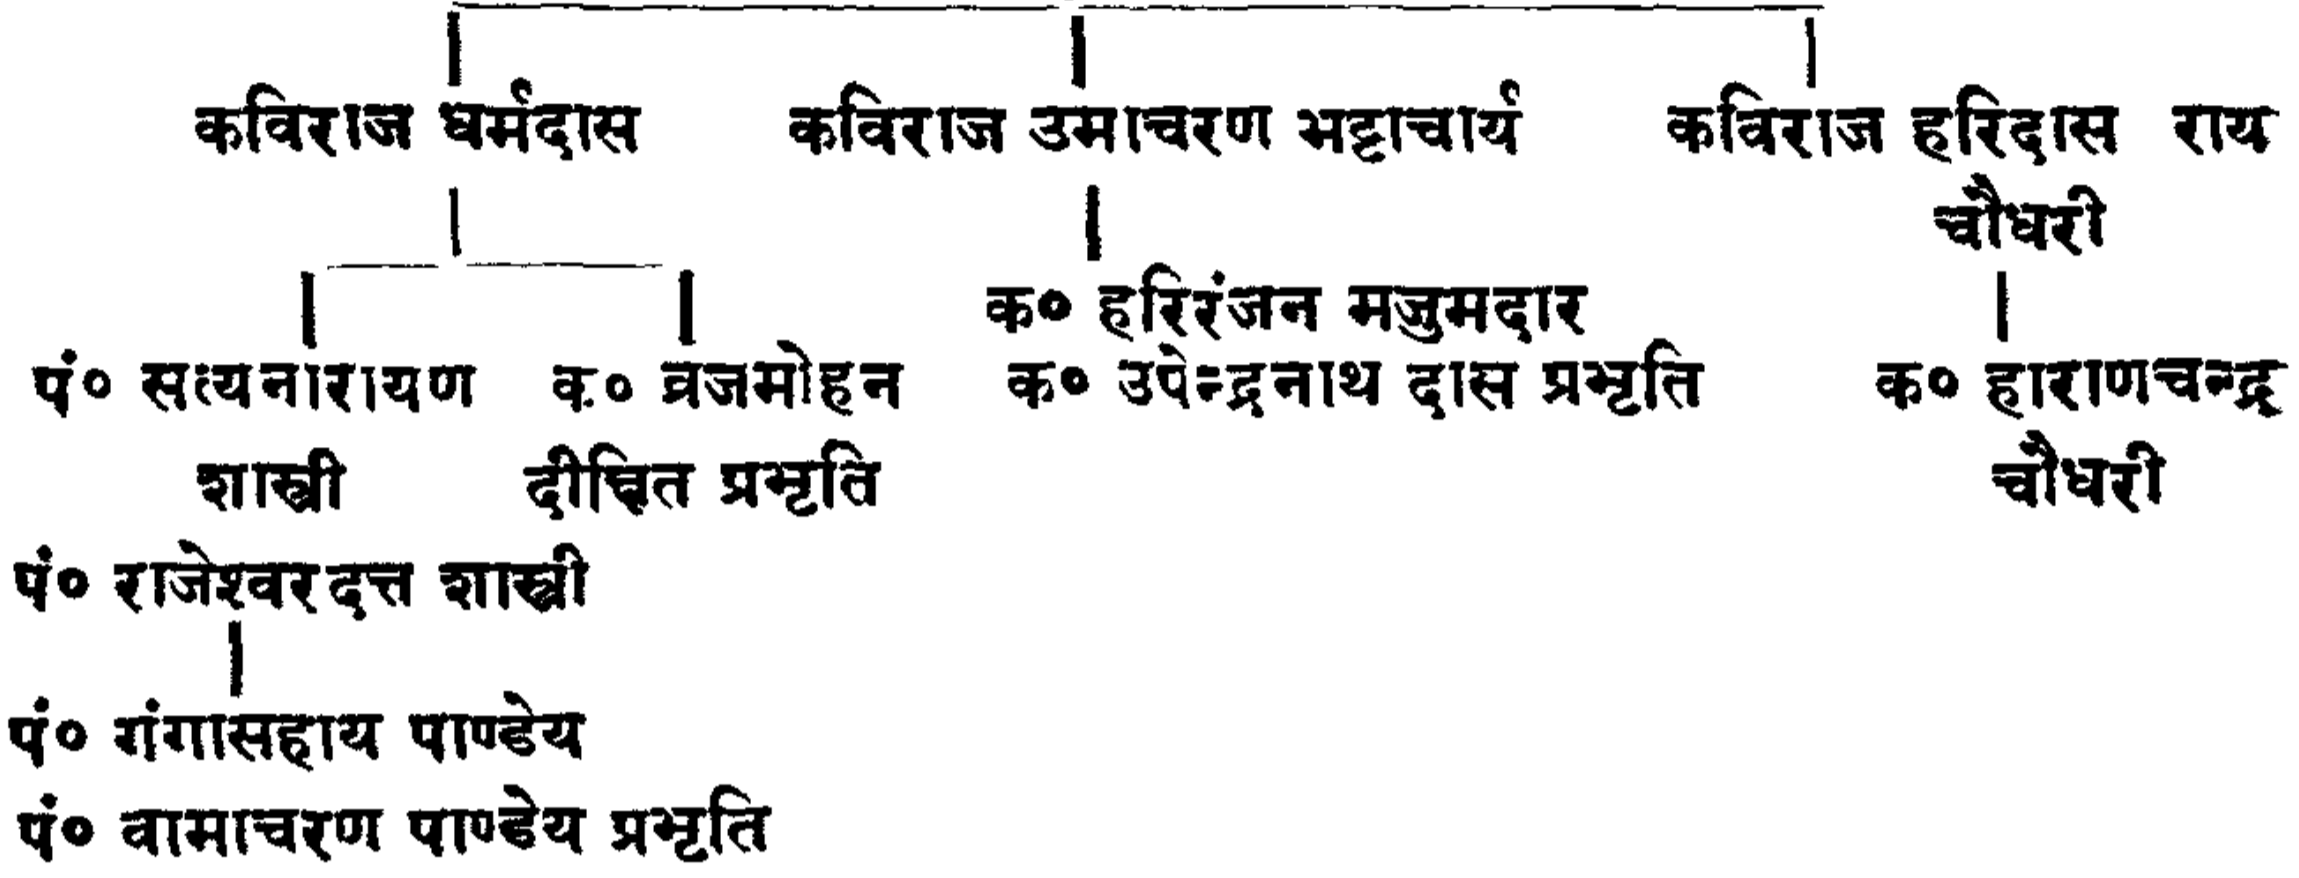 कविराज धर्मदास कविराज उमाचरण भट्टाचार्य कविराज हरिदास राय
चौधरी
क० हरिरंजन मजुमदार
पं० सत्यनारायण क० व्रजमोहन क० उपेन्द्रनाथ दास प्रभृति क० हाराणचन्द्र
शास्त्री दीक्षित प्रभृति चौधरी
पं० राजेश्वरदत्त शास्त्री
पं० गंगासहाय पाण्डेय
पं० वामाचरण पाण्डेय प्रभृति